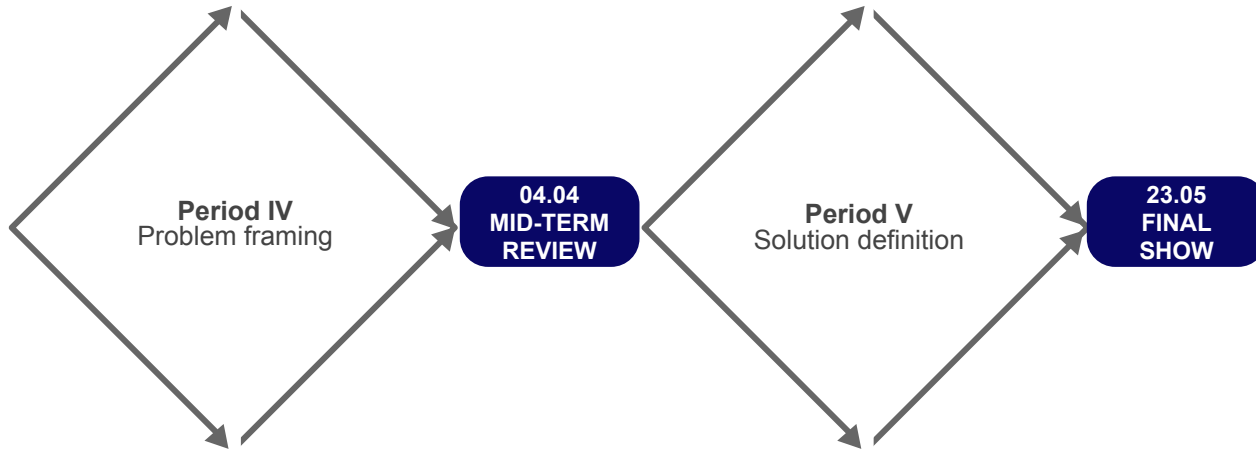 Period IV
Problem framing
04.04
MID-TERM
REVIEW
Period V
Solution definition
23.05
FINAL
SHOW